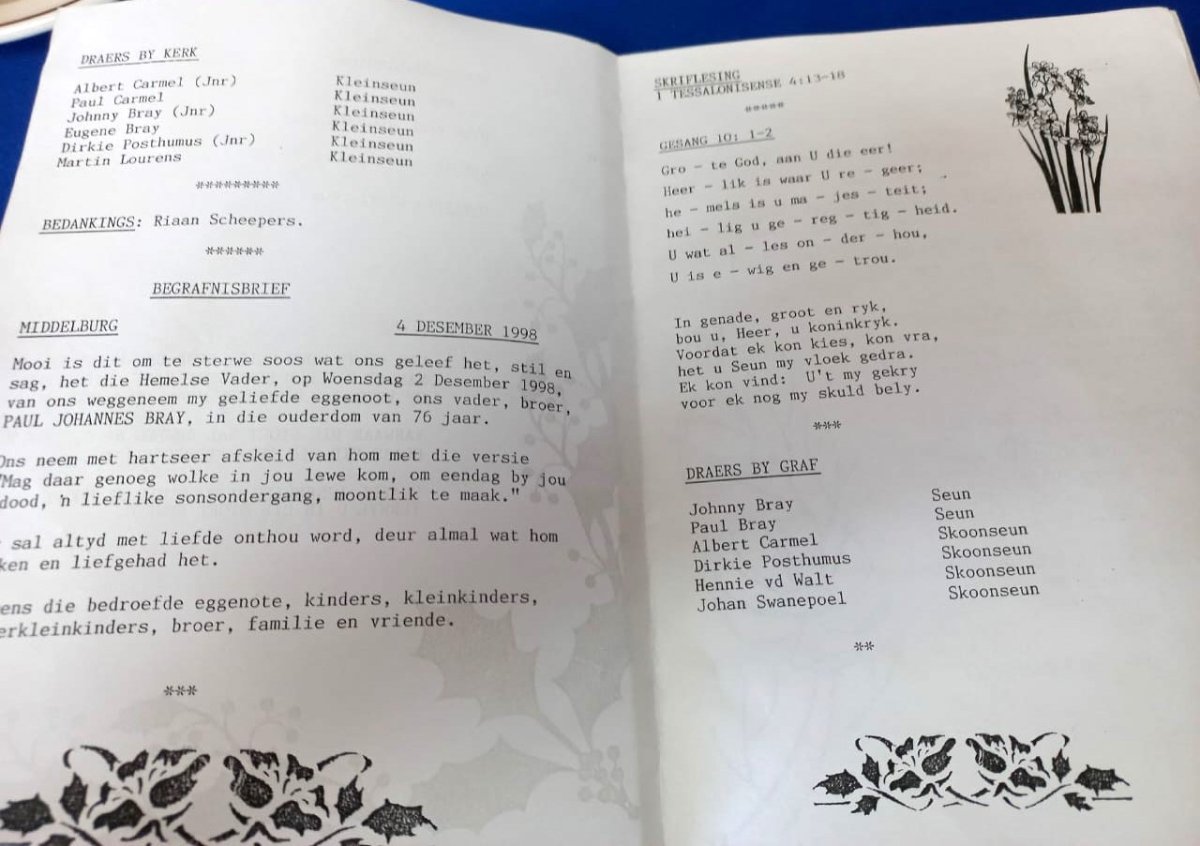 DRAERS BY KERK
Albert Carmel (Jnr) Kleinseun
Paul Carmel Kleinseun
Johnny Bray (Jnr) Kleinseun
Eugene Bray Kleinseun
Dirkie Posthumus (Jnr) Kleinseun
Martin Lourens Kleinseun
*********
BEDANKINGS: Riaan Scheepers.
******
BEGRAFNISBRIEF
MIDDELBURG 4 DESEMBER 1998
Mooi is dit om te sterwe soos wat ons geleef het, stil en
sag, het die Hemelse Vader, op Woensdag 2 Desember 1998,
van ons weggeneem my geliefde eggenoot, ons vader, broer,
PAUL JOHANNES BRAY, in die ouderdom van 76 jaar.
Ons neem met hartseer afskeid van hom met die versie
"Mag daar genoeg wolke in jou lewe kom, om eendag by jou
dood, 'n lieflike sonsondergang, moontlik te maak."
sal altyd met liefde onthou word, deur almal wat hom
ken en liefgehad het.
ens die bedroefde eggenote, kinders, kleinkinders,
erkleinkinders, broer, familie en vriende.
***
SKRIFLESING
1 TESSALONISENSE 4:13-18
*****
GESANG 10: 1-2
Gro - te God, aan U die eer!
Heer - lik is waar U re - geer;
he - mels is u ma - jes - teit;
hei - lig u ge - reg - tig - heid.
U wat al - les on - der - hou,
U is e - wig en ge - trou.
In genade, groot en ryk,
bou u, Heer, u koninkryk.
Voordat ek kon kies, kon vra,
het u Seun my vloek gedra.
Ek kon vind: U't my gekry
voor ek nog my skuld bely.
***
DRAERS BY GRAF
Johnny Bray Seun
Paul Bray Seun
Albert Carmel Skoonseun
Dirkie Posthumus Skoonseun
Hennie vd Walt Skoonseun
Johan Swanepoel Skoonseun
**